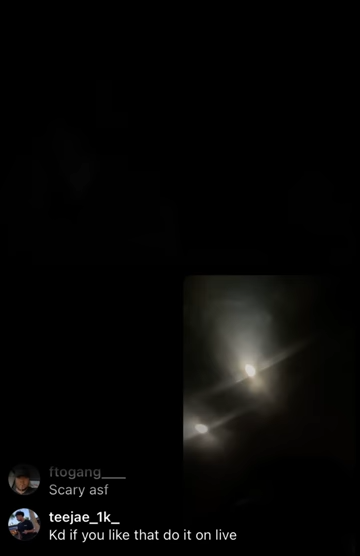 ftogang___
Scary asf
teejae_1k_
Kd if you like that do it on live